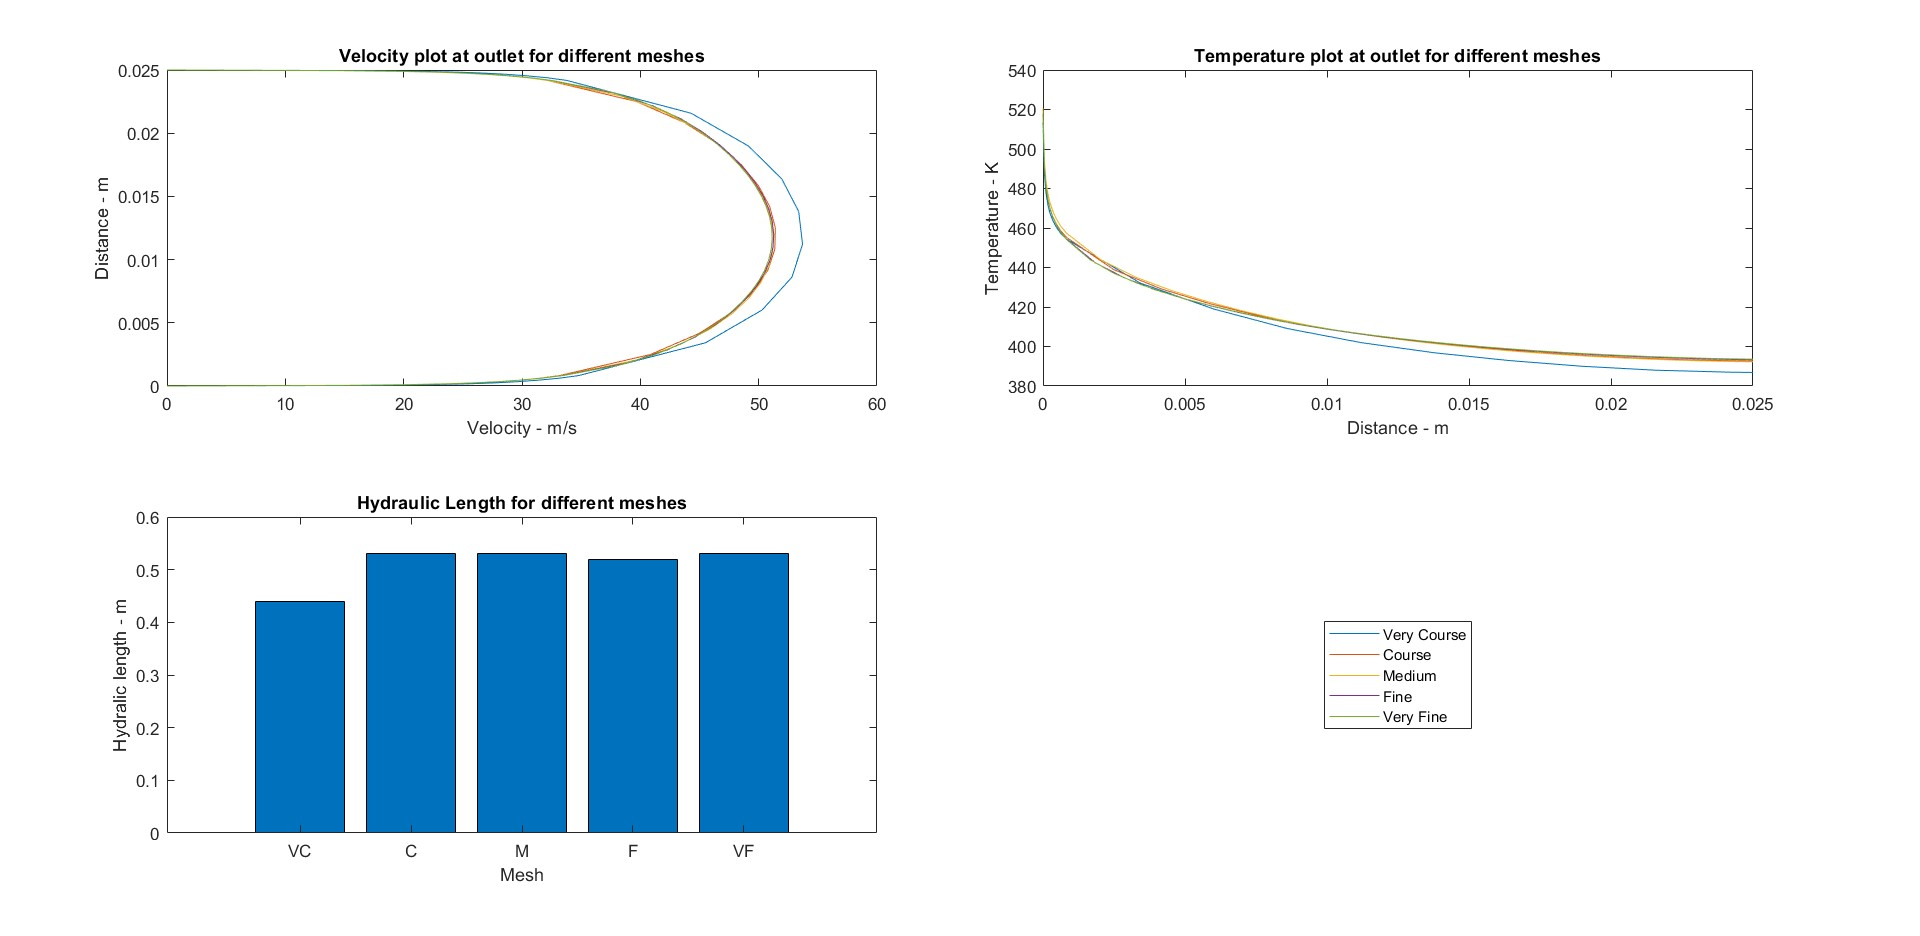 Velocity plot at outlet for different meshes
0.025
0.02
0.015
0.01
0.005
0
0 10 20 30 40 50 60
Distance - m
Velocity - m/s
Temperature plot at outlet for different meshes
540
520
500
480
460
440
420
400
380
0 0.005 0.01 0.015 0.02 0.025
Temperature - K
Distance - m
Hydraulic Length for different meshes
0.6
0.5
0.4
0.3
0.2
0.1
0
VC C M F VF
Hydralic length - m
Mesh
Very Course
Course
Medium
Fine
Very Fine